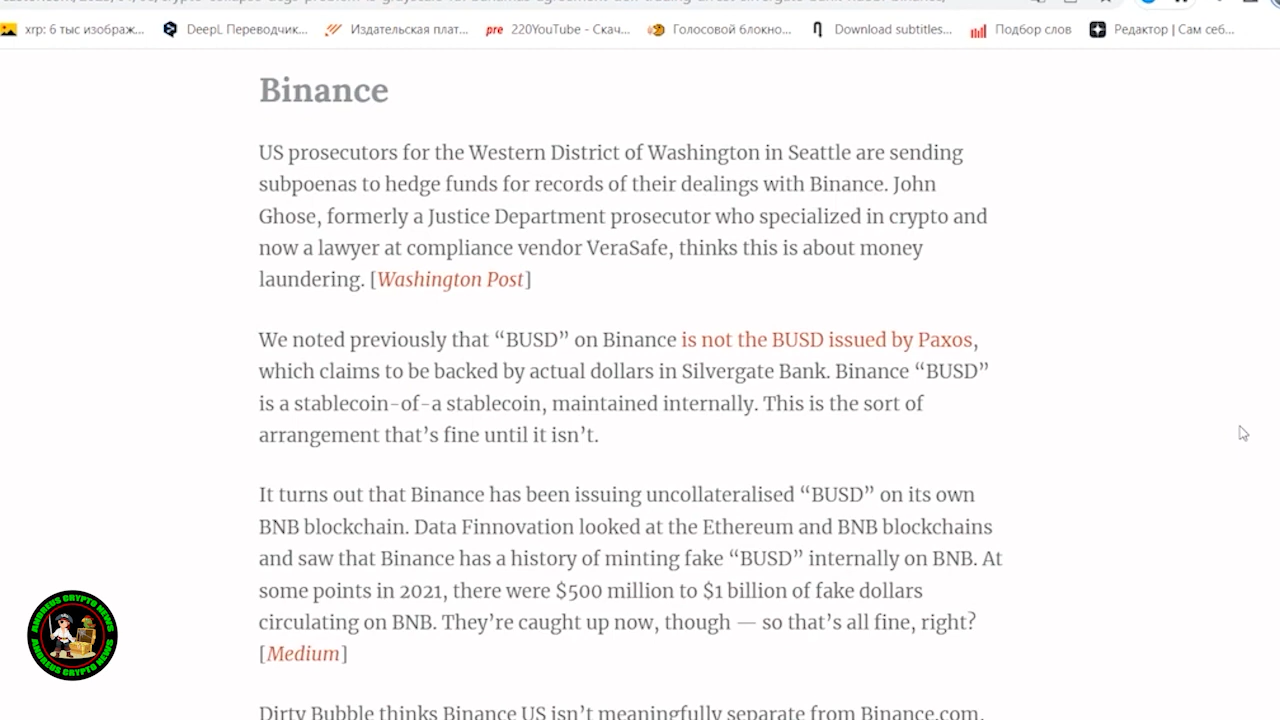 xrp: 6 тыс изображ...
DeepL Переводчик...
Издательская плат...
pre 220YouTube - Скач...
Голосовой блокно...
Download subtitles...
Подбор слов
Редактор | Сам себ...
Binance
US prosecutors for the Western District of Washington in Seattle are sending
subpoenas to hedge funds for records of their dealings with Binance. John
Ghose, formerly a Justice Department prosecutor who specialized in crypto and
now a lawyer at compliance vendor VeraSafe, thinks this is about money
laundering. [Washington Post]
We noted previously that “BUSD” on Binance is not the BUSD issued by Paxos,
which claims to be backed by actual dollars in Silvergate Bank. Binance “BUSD”
is a stablecoin-of-a stablecoin, maintained internally. This is the sort of
arrangement that’s fine until it isn’t.
It turns out that Binance has been issuing uncollateralised “BUSD” on its own
BNB blockchain. Data Finnovation looked at the Ethereum and BNB blockchains
and saw that Binance has a history of minting fake “BUSD” internally on BNB. At
some points in 2021, there were $500 million to $1 billion of fake dollars
circulating on BNB. They’re caught up now, though — so that’s all fine, right?
[Medium]
ANDREUS CRYPTO NEWS
ANDREUS CRYPTO NEWS
Dirty Bubble thinks Binance US isn’t meaningfully separate from Binance.com.